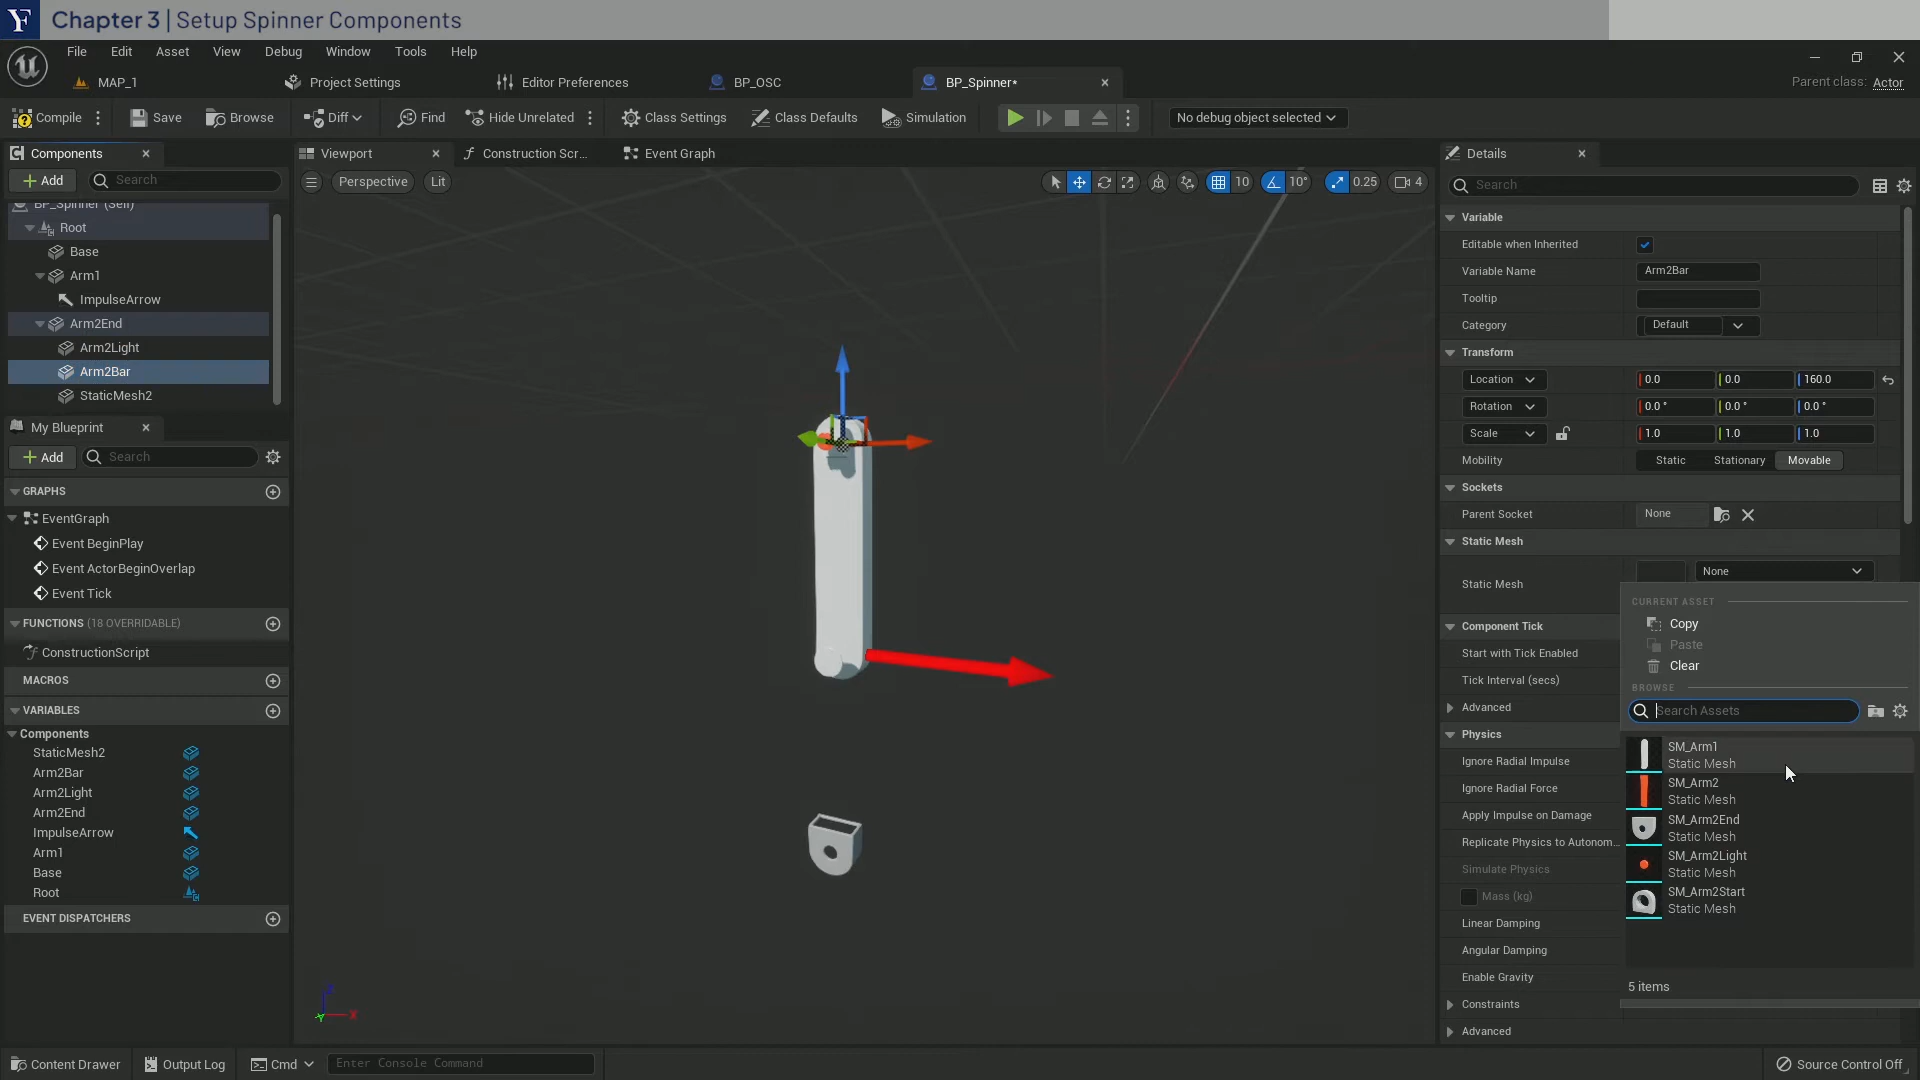 Chapter 3 | Setup Spinner Components
File Edit Asset View Debug Window Tools Help
MAP_1 Project Settings Editor Preferences BP_OSC BP_Spinner*
Parent class: Actor
Compile Save Browse Diff Find Hide Unrelated Class Settings Class Defaults Simulation No debug object selected
Components
Add Search
BP_Spinner (Self)
Root
Base
Arm1
ImpulseArrow
Arm2End
Arm2Light
Arm2Bar
StaticMesh2
My Blueprint
Add Search
GRAPHS
EventGraph
Event BeginPlay
Event ActorBeginOverlap
Event Tick
FUNCTIONS (18 OVERRIDABLE)
ConstructionScript
MACROS
VARIABLES
Components
StaticMesh2
Arm2Bar
Arm2Light
Arm2End
ImpulseArrow
Arm1
Base
Root
EVENT DISPATCHERS
Viewport Construction Scr... Event Graph
Perspective Lit 10 10° 0.25 4
Z
X
Y
Details
Search
Variable
Editable when Inherited
Variable Name Arm2Bar
Tooltip
Category Default
Transform
Location 0.0 0.0 160.0
Rotation 0.0 ° 0.0 ° 0.0 °
Scale 1.0 1.0 1.0
Mobility Static Stationary Movable
Sockets
Parent Socket None
Static Mesh
Static Mesh None
Component Tick
Start with Tick Enabled
Tick Interval (secs)
Advanced
Physics
Ignore Radial Impulse
Ignore Radial Force
Apply Impulse on Damage
Replicate Physics to Autonom...
Simulate Physics
Mass (kg)
Linear Damping
Angular Damping
Enable Gravity
Constraints
Advanced
CURRENT ASSET
Copy
Paste
Clear
BROWSE
Search Assets
SM_Arm1
Static Mesh
SM_Arm2
Static Mesh
SM_Arm2End
Static Mesh
SM_Arm2Light
Static Mesh
SM_Arm2Start
Static Mesh
5 items
Content Drawer Output Log Cmd Enter Console Command Source Control Off